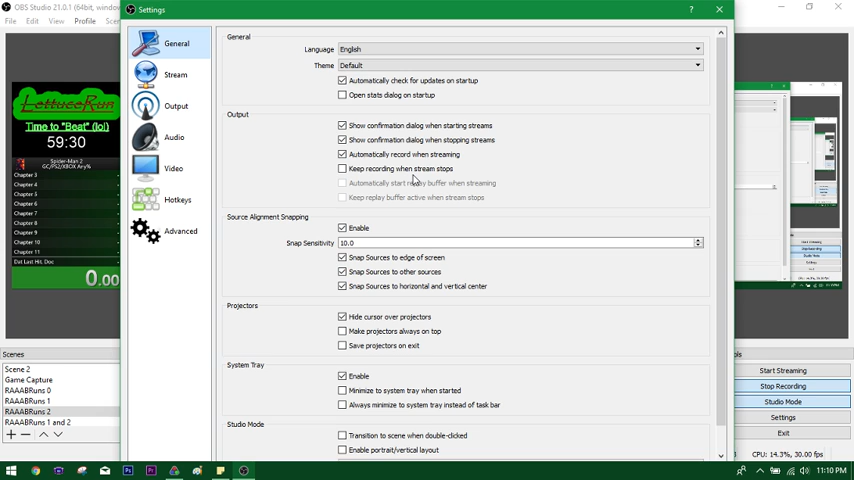 OBS Studio 21.0.1 (64bit, window
File Edit View Profile
LettuceRun
Time to "Beat" (lol)
59:30
Spider-Man 2
GC/PS2/XBOX Any%
Chapter 3
Chapter 4
Chapter 5
Chapter 6
Chapter 7
Chapter 8
Chapter 9
Chapter 10
Chapter 11
Dat Last Hit, Doc
0.00
Scenes
Scene 2
Game Capture
RAAABRuns 0
RAAABRuns 1
RAAABRuns 2
RAAABRuns 1 and 2
Settings
?
General
Stream
Output
Audio
Video
Hotkeys
Advanced
General
Language English
Theme Default
Automatically check for updates on startup
Open stats dialog on startup
Output
Show confirmation dialog when starting streams
Show confirmation dialog when stopping streams
Automatically record when streaming
Keep recording when stream stops
Automatically start replay buffer when streaming
Keep replay buffer active when stream stops
Source Alignment Snapping
Enable
Snap Sensitivity 10.0
Snap Sources to edge of screen
Snap Sources to other sources
Snap Sources to horizontal and vertical center
Projectors
Hide cursor over projectors
Make projectors always on top
Save projectors on exit
System Tray
Enable
Minimize to system tray when started
Always minimize to system tray instead of task bar
Studio Mode
Transition to scene when double-clicked
Enable portrait/vertical layout
Start Streaming
Stop Recording
Studio Mode
Settings
Exit
CPU: 14.3%, 30.00 fps
11:10 PM